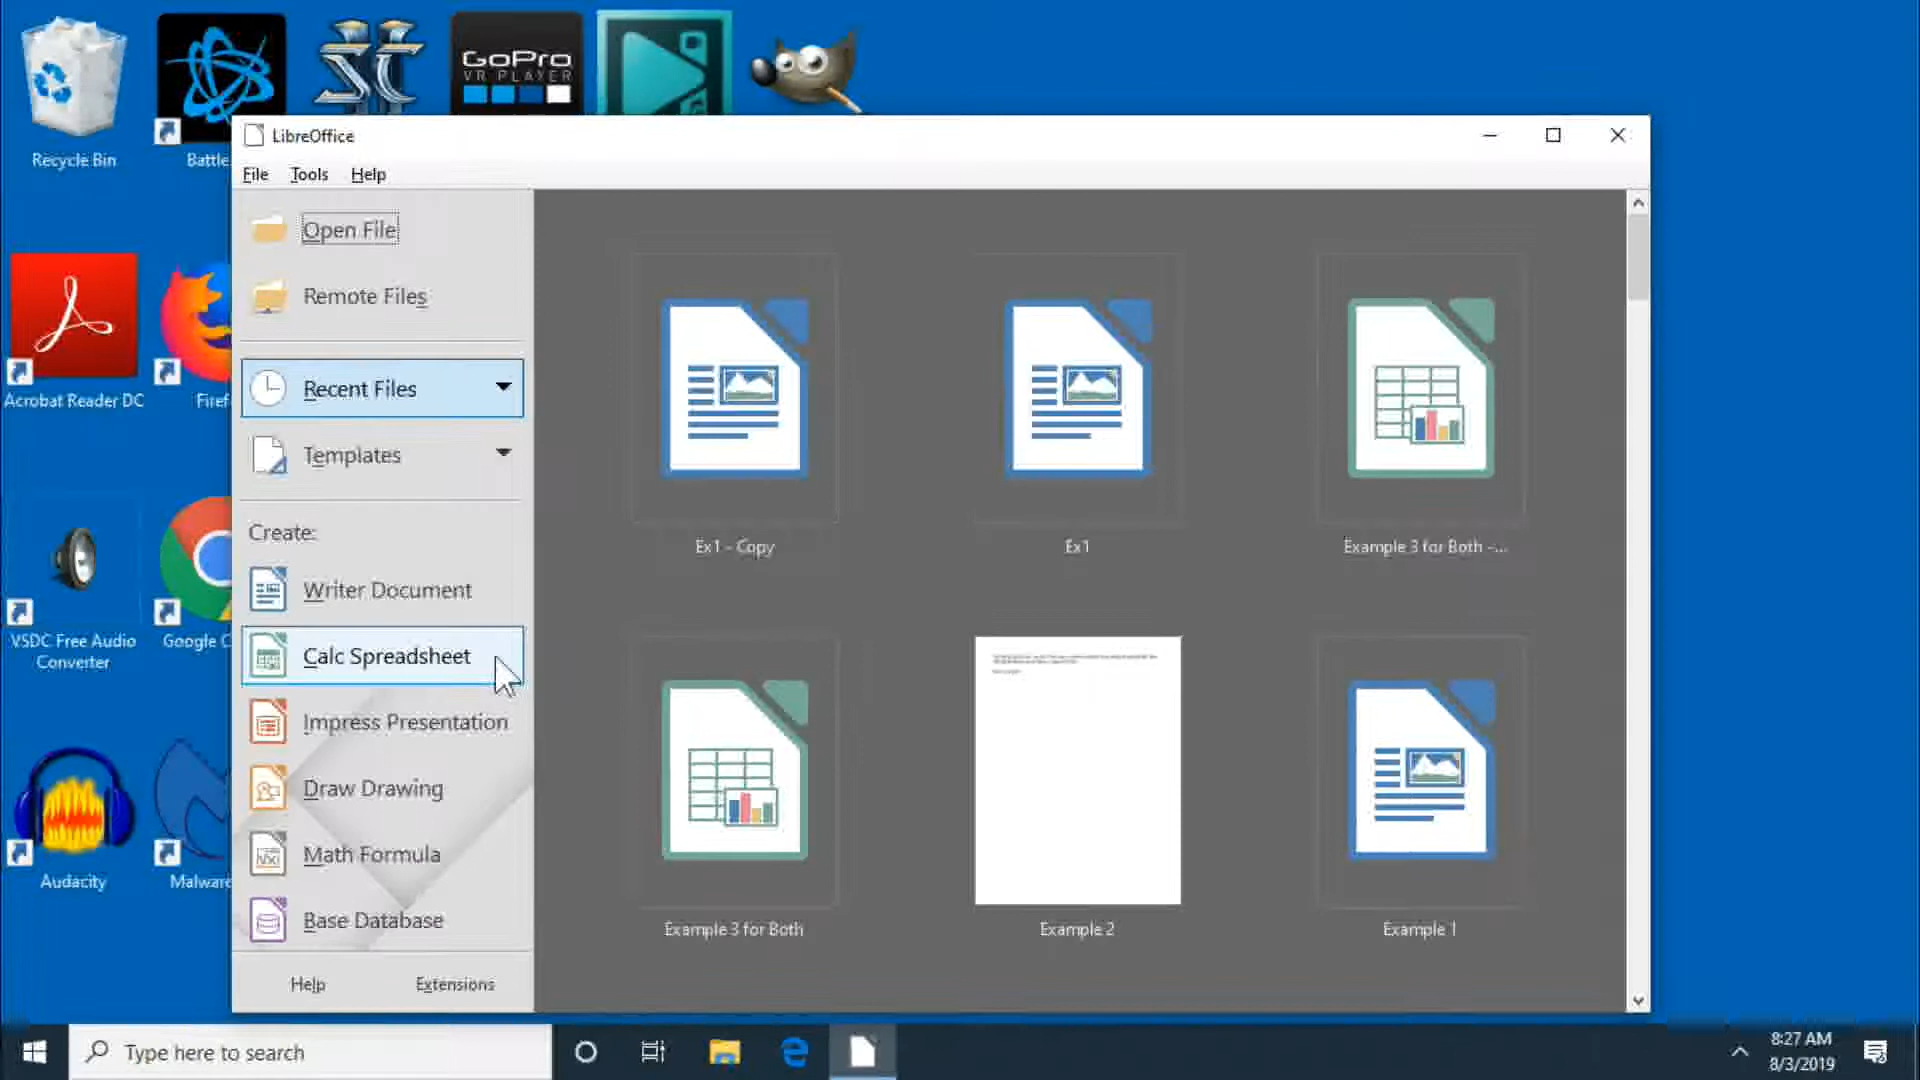 GoPro
VR PLAYER
Recycle Bin
Battle.
LibreOffice
File Tools Help
Open File
Remote Files
Recent Files
Templates
Create:
Writer Document
Calc Spreadsheet
Impress Presentation
Draw Drawing
Math Formula
Base Database
Help Extensions
Ex1 - Copy
Ex1
Example 3 for Both -...
Example 3 for Both
Example 2
Example 1
Acrobat Reader DC
Firef
VSDC Free Audio
Converter
Google C
Audacity
Malware
Type here to search
8:27 AM
8/3/2019